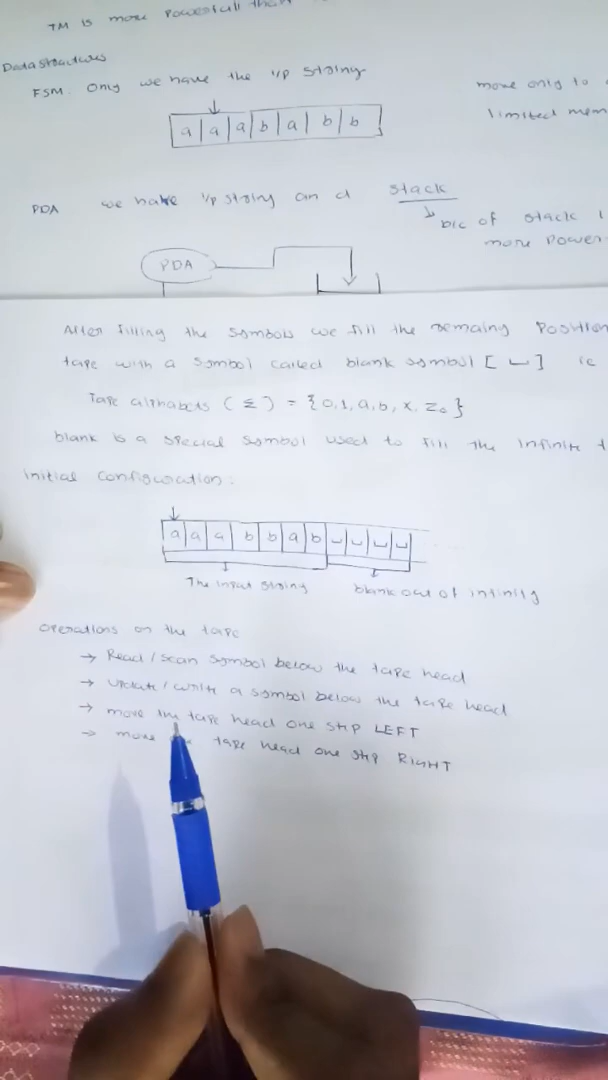 TM is more Powerfull than
Datastructures
FSM: Only we have the i/p string
move only to
limited mem
a a a b a b b
PDA we have i/p string an d stack
b/c of stack
more Power
PDA
After filling the symbols we fill the remaing Position
tape with a symbol called blank symbol [ ⌴ ] ie
Tape alphabets ( Σ ) = { 0, 1, a, b, x, z₀ }
blank is a special symbol used to fill the infinite t
initial configuration:
a a a b b a b ⌴ ⌴ ⌴ ⌴
The input string blank out of infinity
Operations on the tape
→ Read / scan symbol below the tape head
→ Update / write a symbol below the tape head
→ move the tape head one step LEFT
→ move tape head one step RIGHT